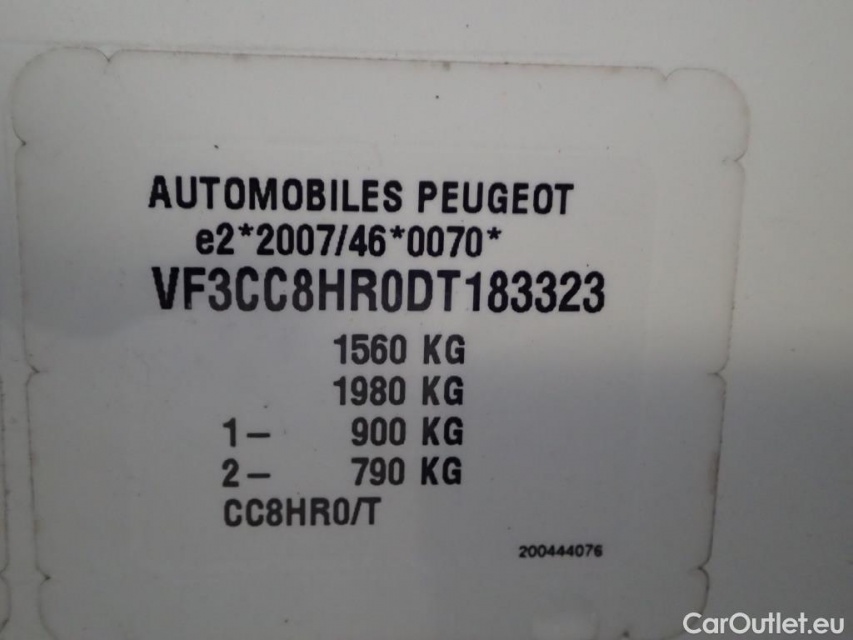 AUTOMOBILES PEUGEOT
e2*2007/46*0070*
VF3CC8HR0DT183323
1560 KG
1980 KG
1– 900 KG
2– 790 KG
CC8HR0/T
200444076
CarOutlet.eu